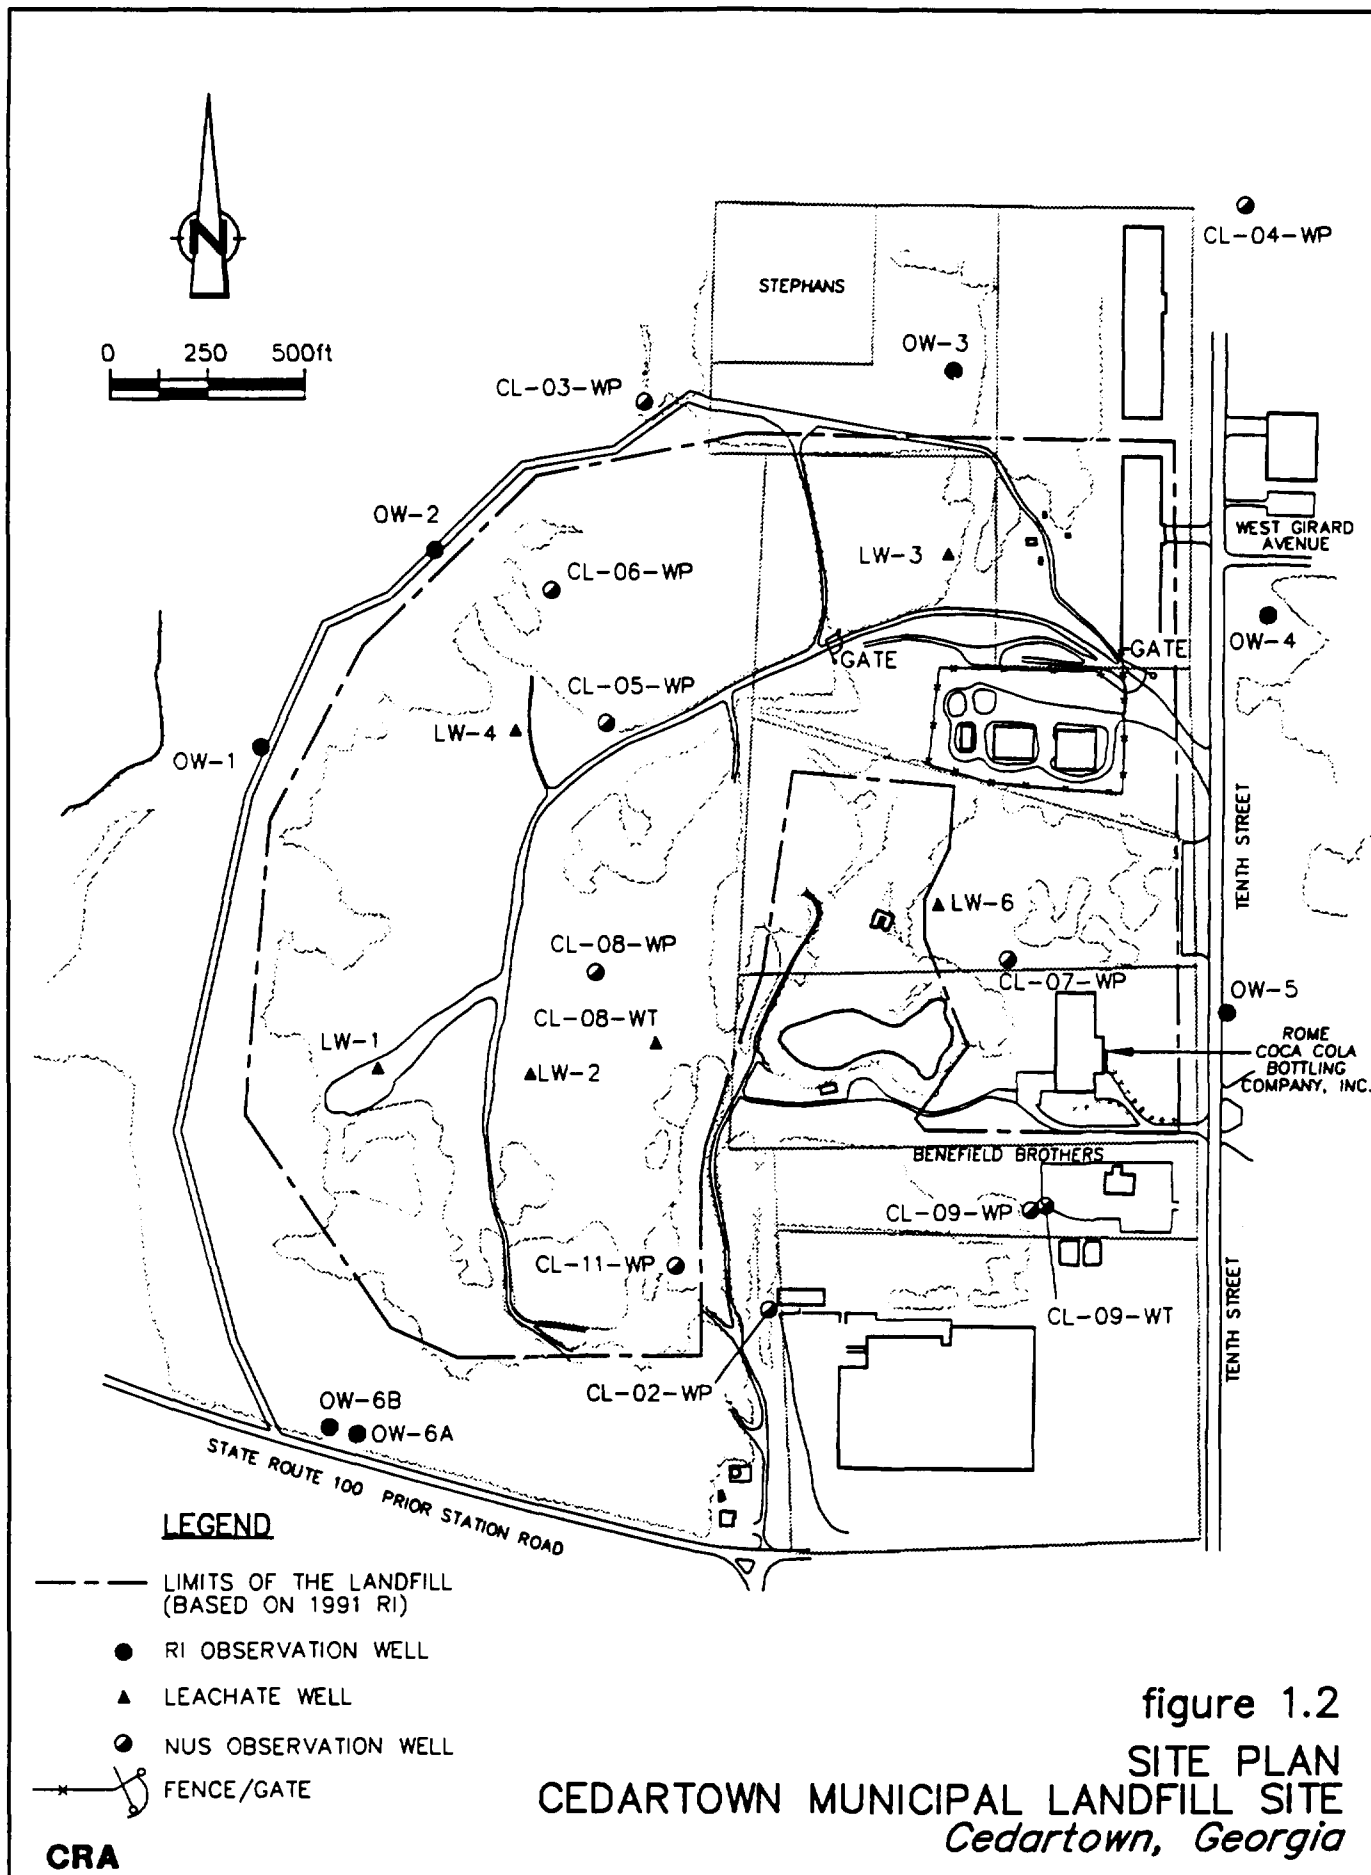 N
0 250 500ft
CL-04-WP
STEPHANS
OW-3
CL-03-WP
OW-2
WEST GIRARD
AVENUE
LW-3
CL-06-WP
OW-4
GATE
GATE
CL-05-WP
LW-4
OW-1
TENTH STREET
LW-6
CL-08-WP
CL-07-WP
OW-5
CL-08-WT
LW-1
LW-2
ROME
COCA COLA
BOTTLING
COMPANY, INC.
BENEFIELD BROTHERS
CL-09-WP
CL-11-WP
CL-09-WT
TENTH STREET
CL-02-WP
OW-6B
OW-6A
STATE ROUTE 100 PRIOR STATION ROAD
LEGEND
LIMITS OF THE LANDFILL
(BASED ON 1991 RI)
RI OBSERVATION WELL
LEACHATE WELL
NUS OBSERVATION WELL
FENCE/GATE
figure 1.2
SITE PLAN
CEDARTOWN MUNICIPAL LANDFILL SITE
Cedartown, Georgia
CRA